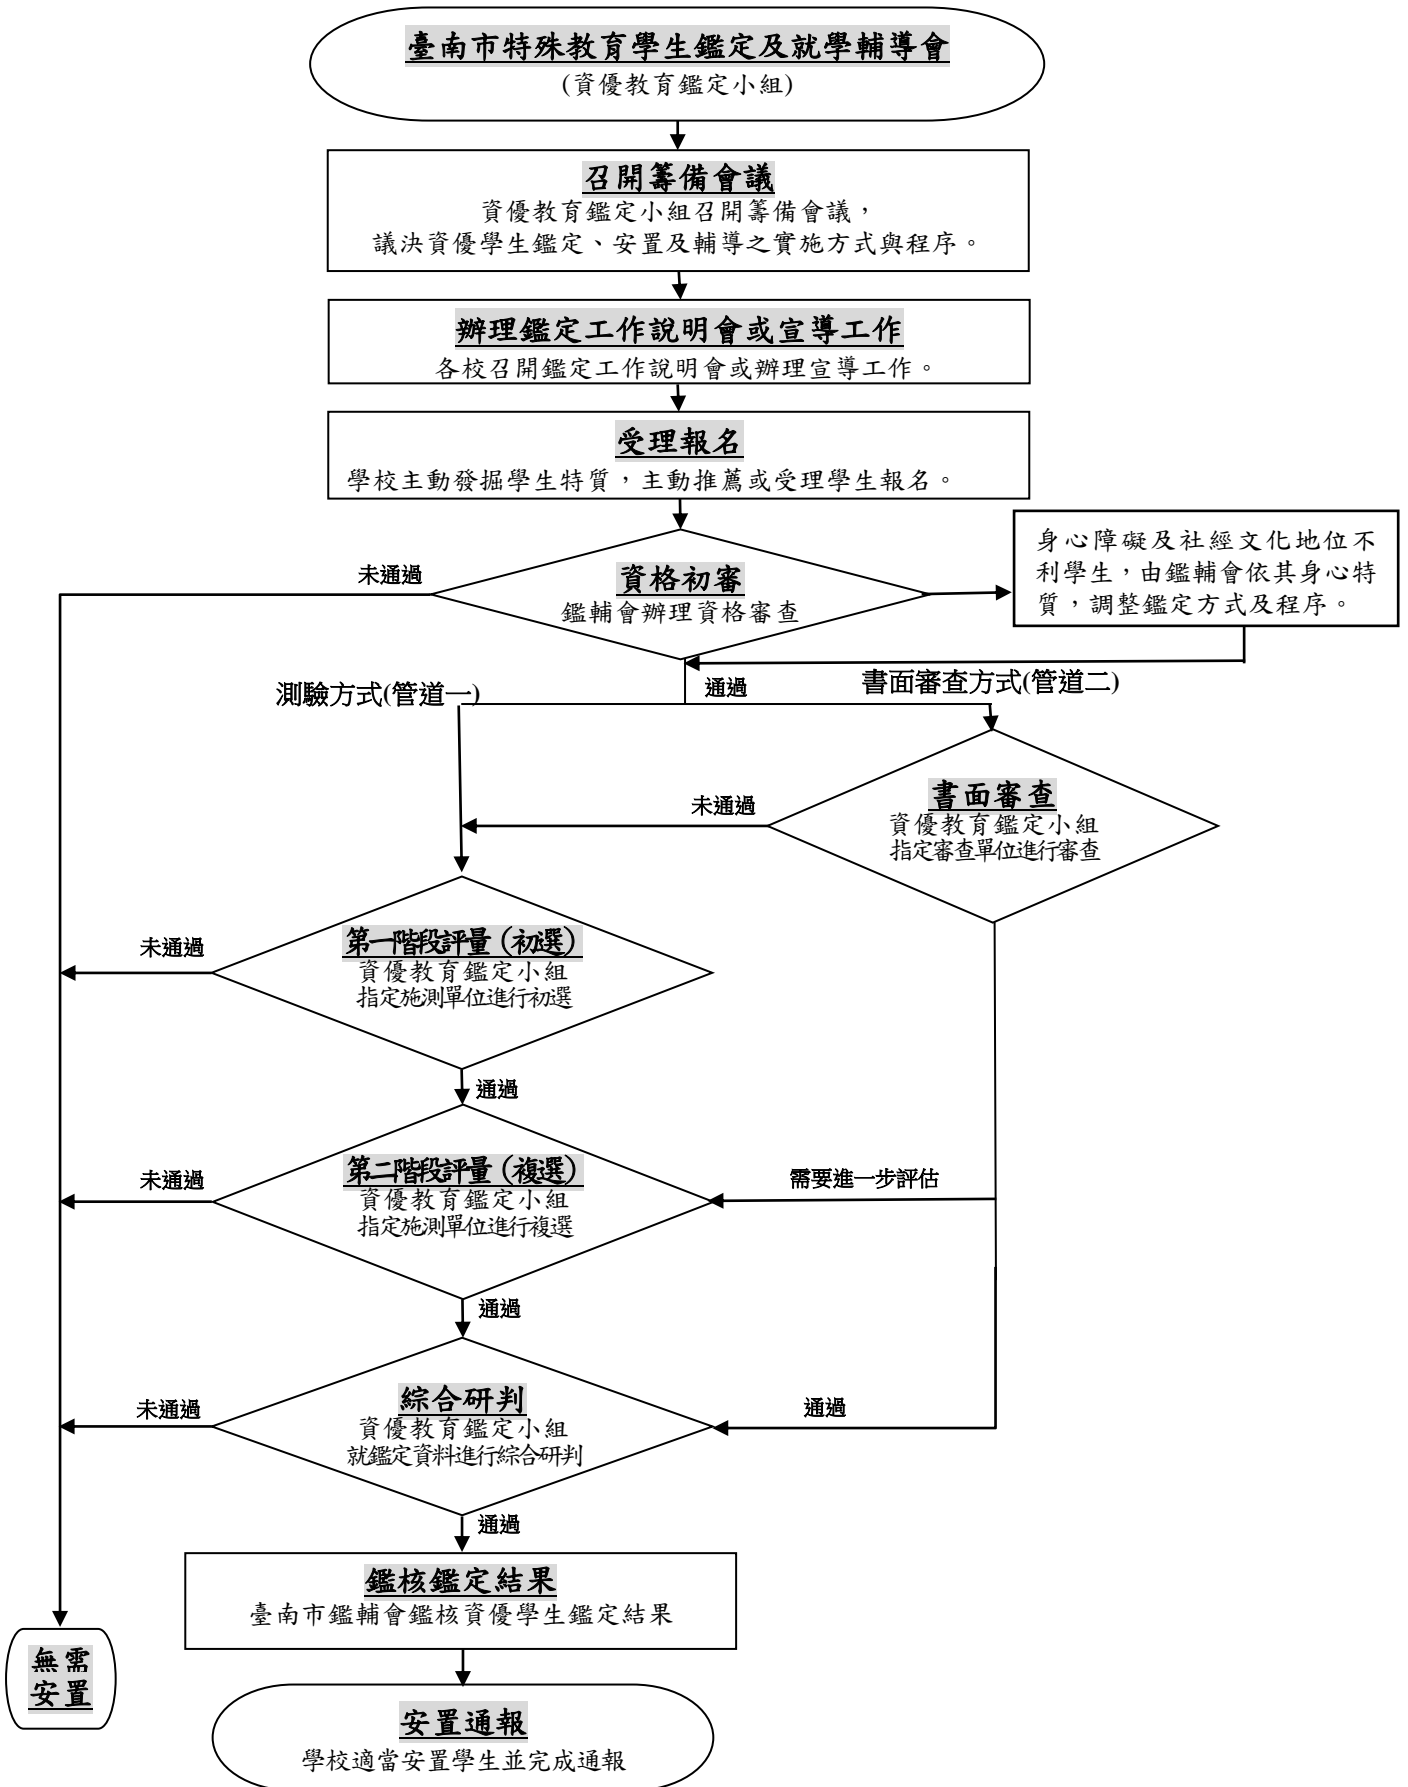 臺南市特殊教育學生鑑定及就學輔導會
(資優教育鑑定小組)
召開籌備會議
資優教育鑑定小組召開籌備會議，
議決資優學生鑑定、安置及輔導之實施方式與程序。
辦理鑑定工作說明會或宣導工作
各校召開鑑定工作說明會或辦理宣導工作。
受理報名
學校主動發掘學生特質，主動推薦或受理學生報名。
身心障礙及社經文化地位不
利學生，由鑑輔會依其身心特
質，調整鑑定方式及程序。
未通過
資格初審
鑑輔會辦理資格審查
通過
測驗方式(管道一)
書面審查方式(管道二)
未通過
書面審查
資優教育鑑定小組
指定審查單位進行審查
未通過
第一階段評量（初選）
資優教育鑑定小組
指定施測單位進行初選
通過
未通過
第二階段評量（複選）
資優教育鑑定小組
指定施測單位進行複選
需要進一步評估
通過
未通過
綜合研判
資優教育鑑定小組
就鑑定資料進行綜合研判
通過
通過
鑑核鑑定結果
臺南市鑑輔會鑑核資優學生鑑定結果
無需
安置
安置通報
學校適當安置學生並完成通報